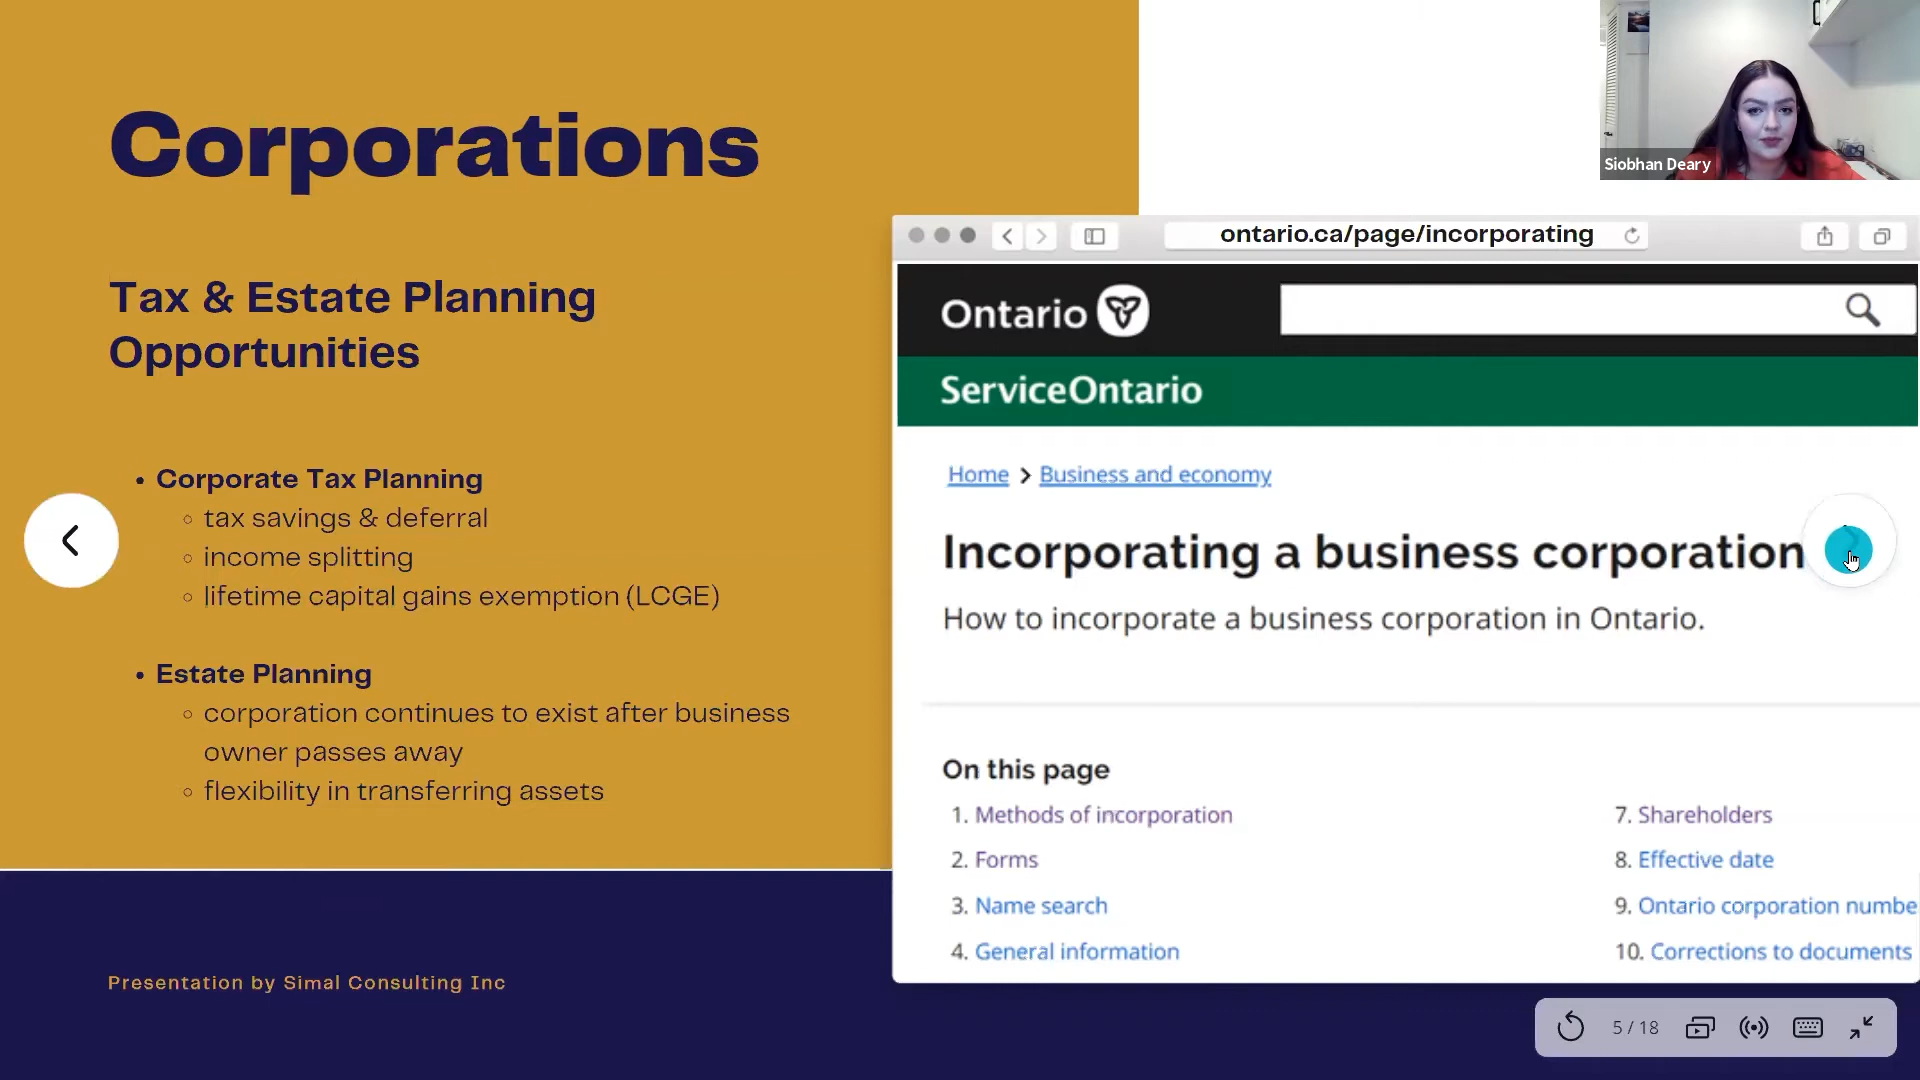 Corporations
Siobhan Deary
Tax & Estate Planning
Opportunities
• Corporate Tax Planning
◦ tax savings & deferral
◦ income splitting
◦ lifetime capital gains exemption (LCGE)
• Estate Planning
◦ corporation continues to exist after business
owner passes away
◦ flexibility in transferring assets
Presentation by Simal Consulting Inc
ontario.ca/page/incorporating
Ontario
ServiceOntario
Home > Business and economy
Incorporating a business corporation
How to incorporate a business corporation in Ontario.
On this page
1. Methods of incorporation
2. Forms
3. Name search
4. General information
7. Shareholders
8. Effective date
9. Ontario corporation numbe
10. Corrections to documents
5 / 18